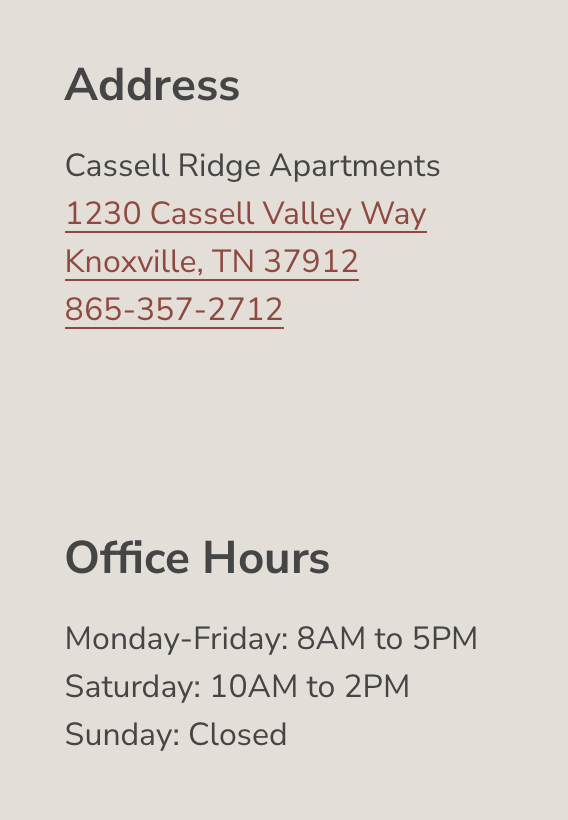 Address
Cassell Ridge Apartments
1230 Cassell Valley Way
Knoxville, TN 37912
865-357-2712
Office Hours
Monday-Friday: 8AM to 5PM
Saturday: 10AM to 2PM
Sunday: Closed